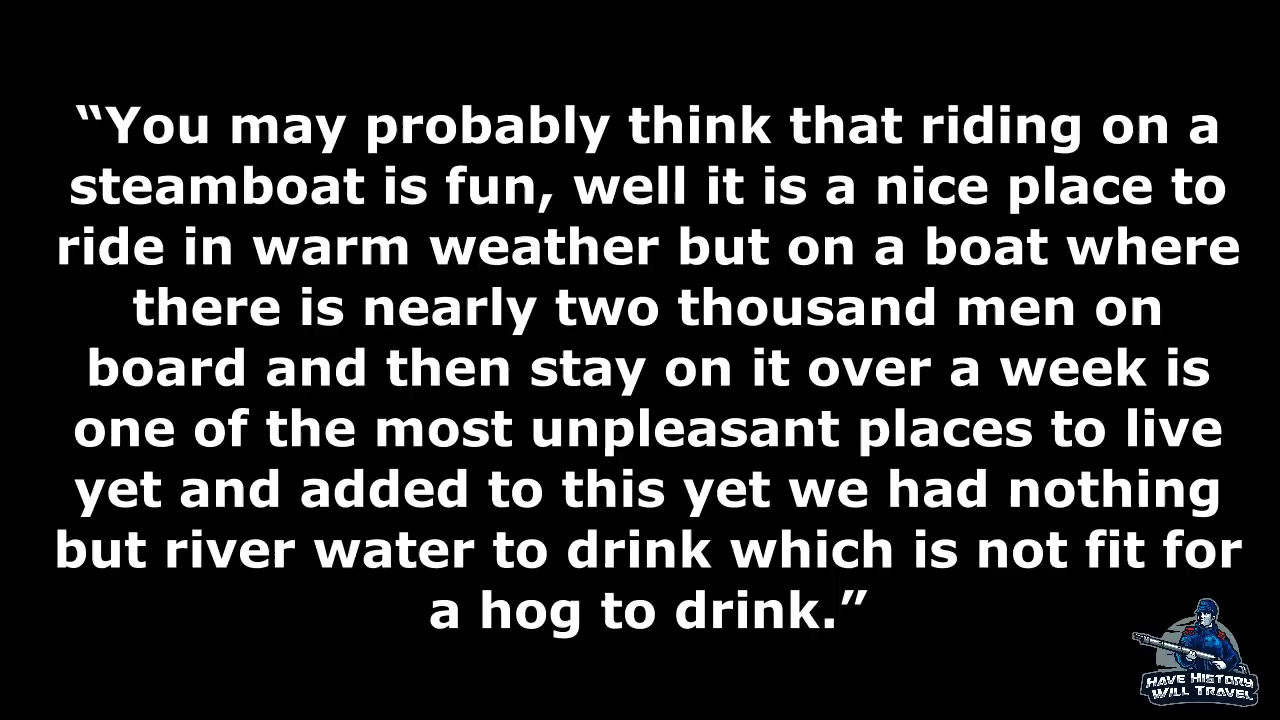 “You may probably think that riding on a
steamboat is fun, well it is a nice place to
ride in warm weather but on a boat where
there is nearly two thousand men on
board and then stay on it over a week is
one of the most unpleasant places to live
yet and added to this yet we had nothing
but river water to drink which is not fit for
a hog to drink.”
HAVE HISTORY
WILL TRAVEL